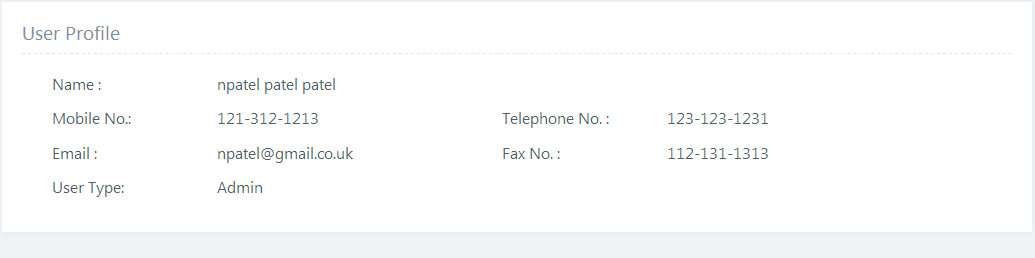 User Profile
Name : npatel patel patel
Mobile No.: 121-312-1213 Telephone No. : 123-123-1231
Email : npatel@gmail.co.uk Fax No. : 112-131-1313
User Type: Admin